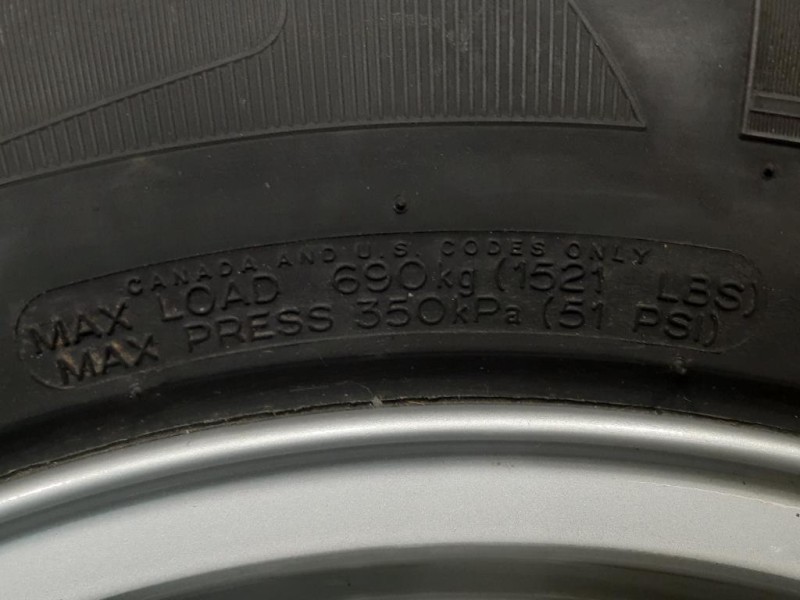 CANADA AND U.S. CODES ONLY
MAX LOAD 690kg (1521 LBS)
MAX PRESS 350kPa (51 PSI)